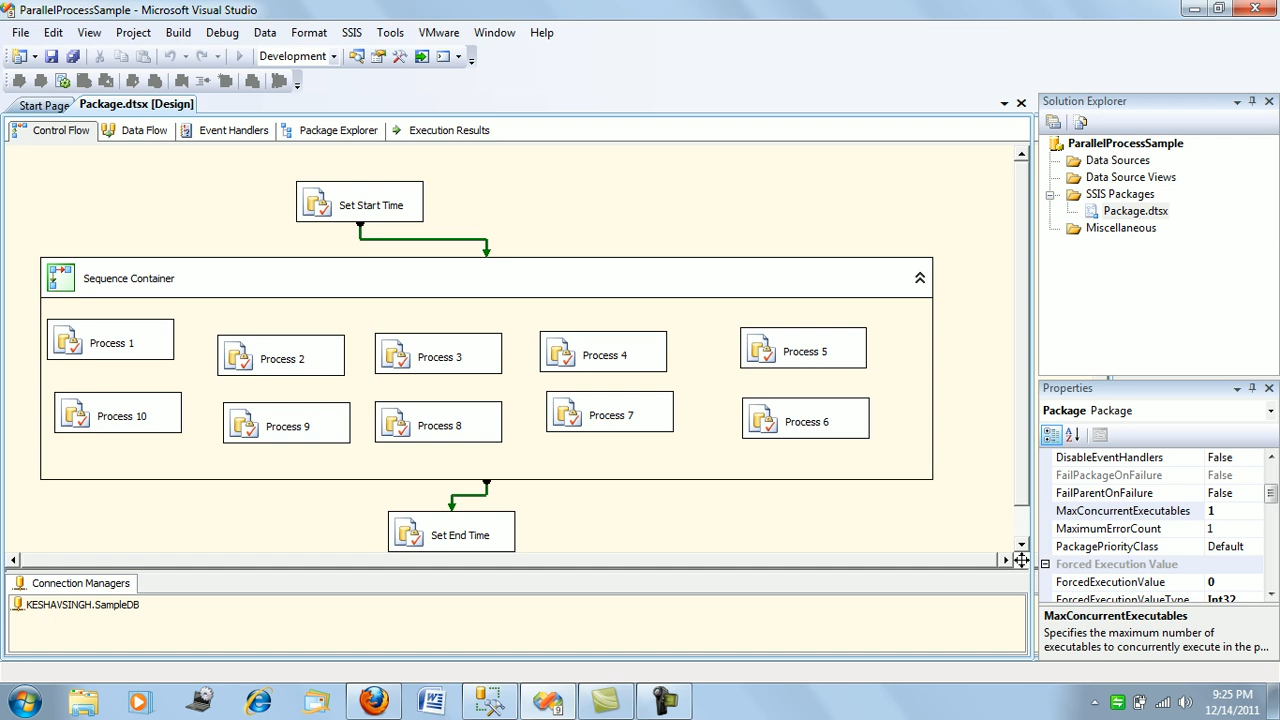 ParallelProcessSample - Microsoft Visual Studio
File Edit View Project Build Debug Data Format SSIS Tools VMware Window Help
Development
Start Page Package.dtsx [Design]
Control Flow Data Flow Event Handlers Package Explorer Execution Results
Set Start Time
Sequence Container
Process 1
Process 2
Process 3
Process 4
Process 5
Process 10
Process 9
Process 8
Process 7
Process 6
Set End Time
Connection Managers
KESHAVSINGH.SampleDB
Solution Explorer
ParallelProcessSample
Data Sources
Data Source Views
SSIS Packages
Package.dtsx
Miscellaneous
Properties
Package Package
DisableEventHandlers False
FailPackageOnFailure False
FailParentOnFailure False
MaxConcurrentExecutables 1
MaximumErrorCount 1
PackagePriorityClass Default
Forced Execution Value
ForcedExecutionValue 0
ForcedExecutionValueType Int32
MaxConcurrentExecutables
Specifies the maximum number of
executables to concurrently execute in the p...
9:25 PM
12/14/2011